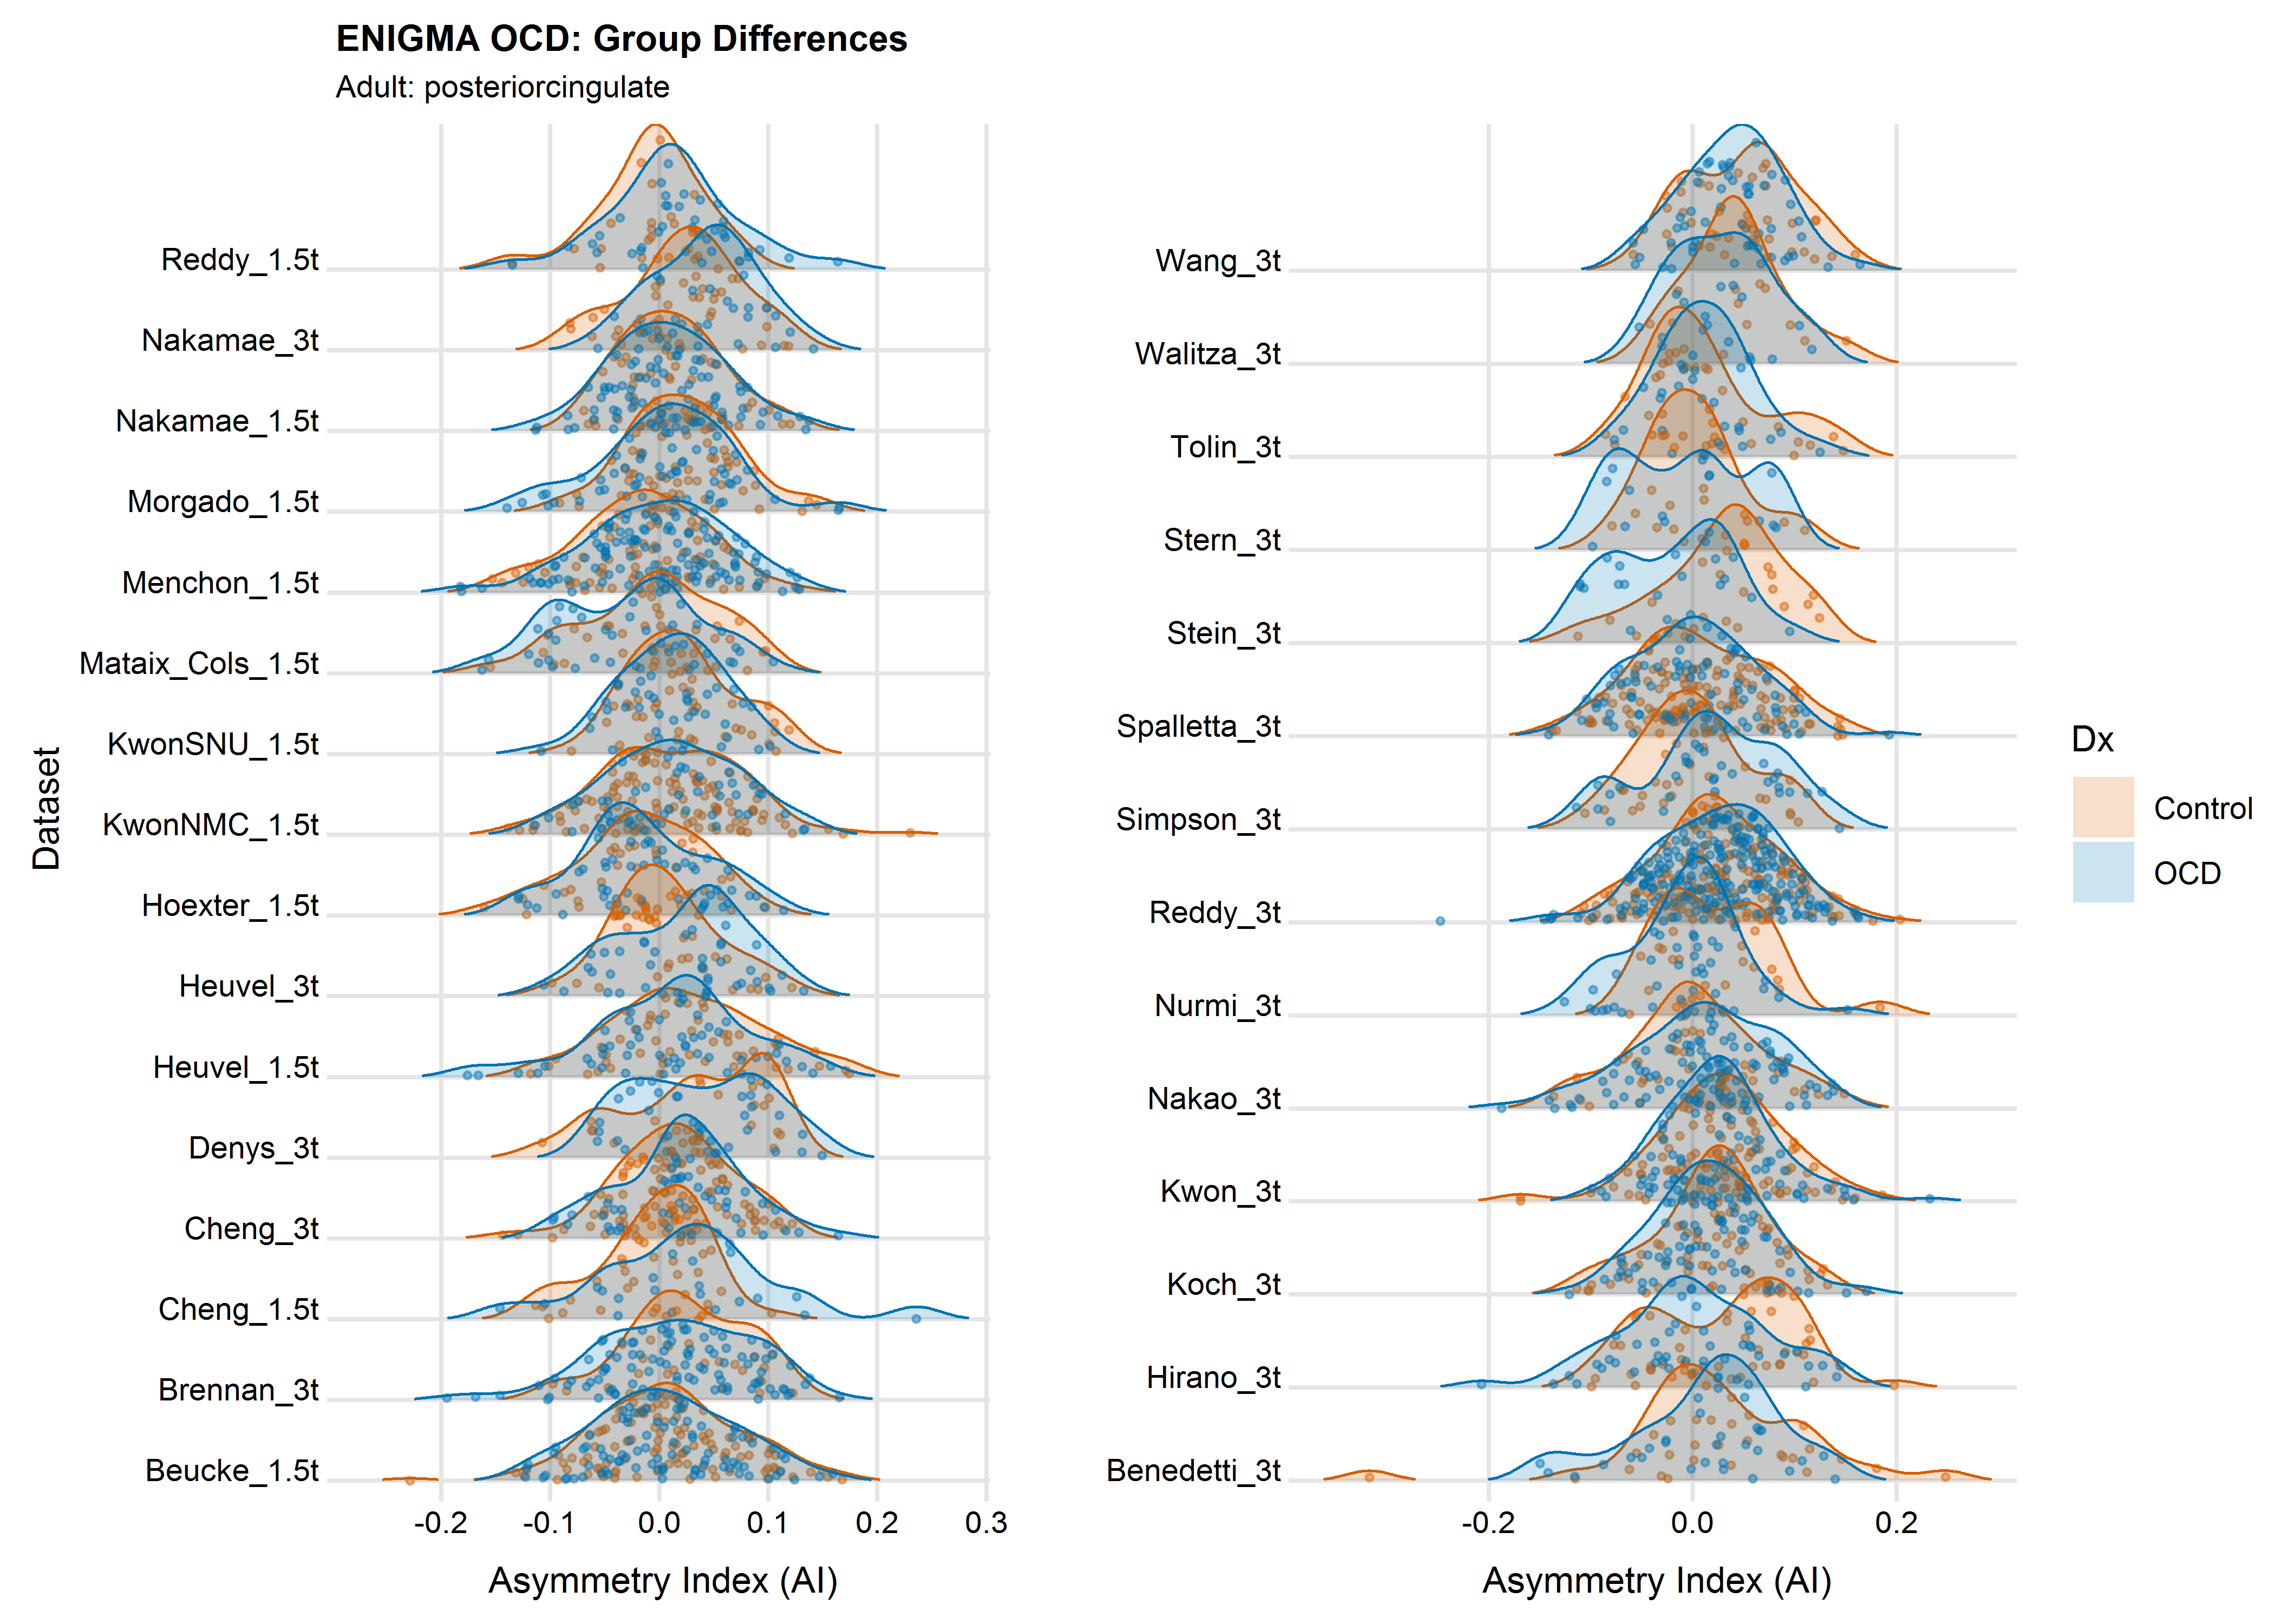 ENIGMA OCD: Group Differences
Adult: posteriorcingulate
Dataset
Reddy_1.5t
Nakamae_3t
Nakamae_1.5t
Morgado_1.5t
Menchon_1.5t
Mataix_Cols_1.5t
KwonSNU_1.5t
KwonNMC_1.5t
Hoexter_1.5t
Heuvel_3t
Heuvel_1.5t
Denys_3t
Cheng_3t
Cheng_1.5t
Brennan_3t
Beucke_1.5t
-0.2 -0.1 0.0 0.1 0.2 0.3
Asymmetry Index (AI)
Wang_3t
Walitza_3t
Tolin_3t
Stern_3t
Stein_3t
Spalletta_3t
Simpson_3t
Reddy_3t
Nurmi_3t
Nakao_3t
Kwon_3t
Koch_3t
Hirano_3t
Benedetti_3t
-0.2 0.0 0.2
Asymmetry Index (AI)
Dx
Control
OCD